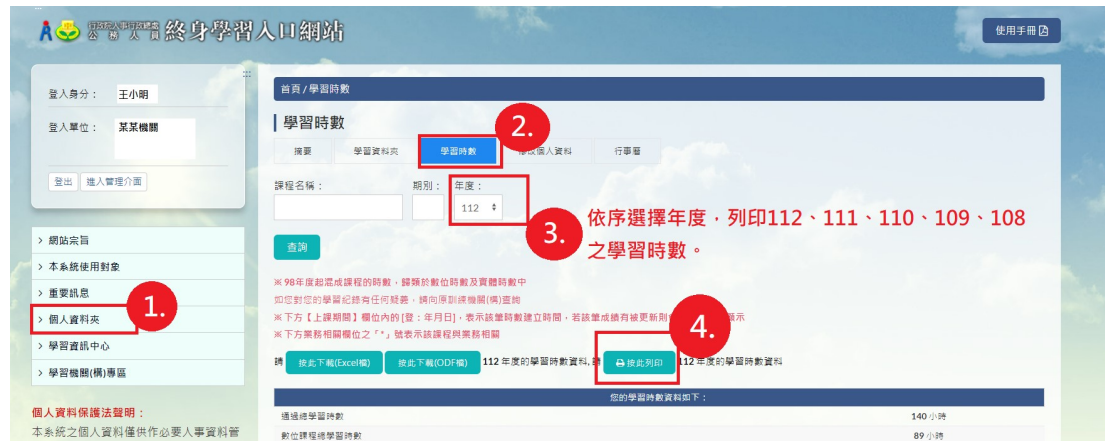 行政院人事行政總處
公務人員
終身學習入口網站
使用手冊
登入身分： 王小明
登入單位： 某某機關
登出 進入管理介面
> 網站宗旨
> 本系統使用對象
> 重要訊息
1.
> 個人資料夾
> 學習資訊中心
> 學習機關(構)專區
個人資料保護法聲明：
本系統之個人資料僅供作必要人事資料管
首頁 / 學習時數
學習時數
2.
摘要 學習資料夾 學習時數 個人資料 行事曆
課程名稱： 期別： 年度：
112
3.
依序選擇年度，列印112、111、110、109、108
之學習時數。
查詢
※ 98年度起混成課程的時數，歸類於數位時數及實體時數中
如您對您的學習紀錄有任何疑義，請向原訓練機關(構)查詢
※下方【上課期間】欄位內的 [登：年月日]，表示該筆時數建立時間，若該筆成績有被更新則 顯示
※下方業務相關欄位之「*」號表示該課程與業務相關
4.
請 按此下載(Excel檔) 按此下載(ODF檔) 112 年度的學習時數資料, 請 按此列印 112 年度的學習時數資料
您的學習時數資料如下：
通過總學習時數 140 小時
數位課程總學習時數 89 小時